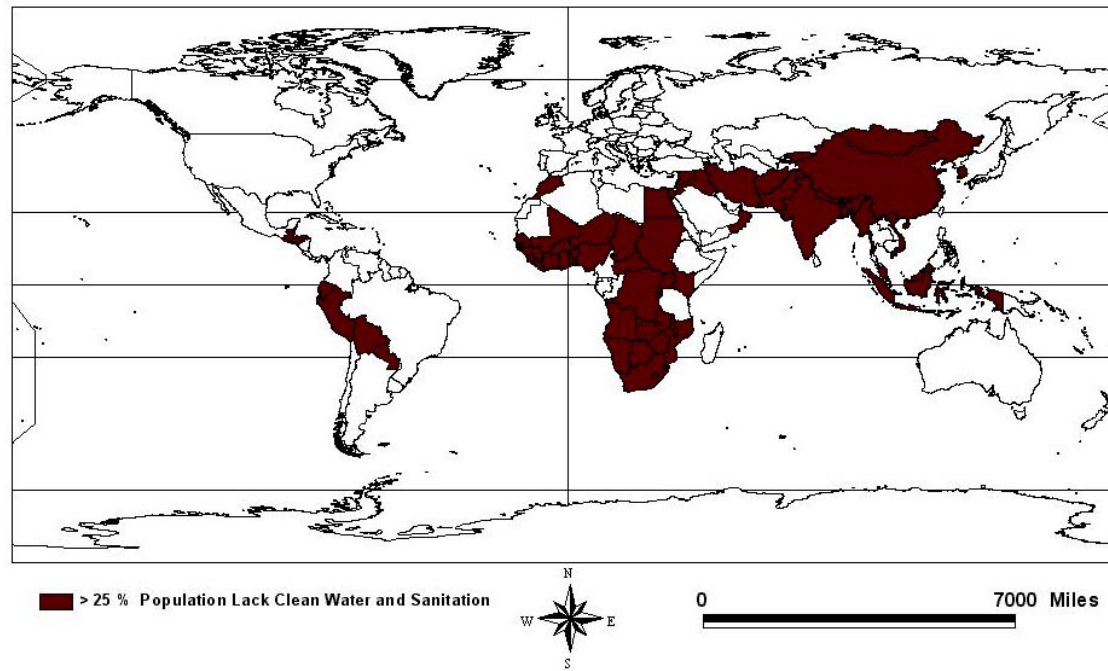 > 25 % Population Lack Clean Water and Sanitation
N
W E
S
0 7000 Miles